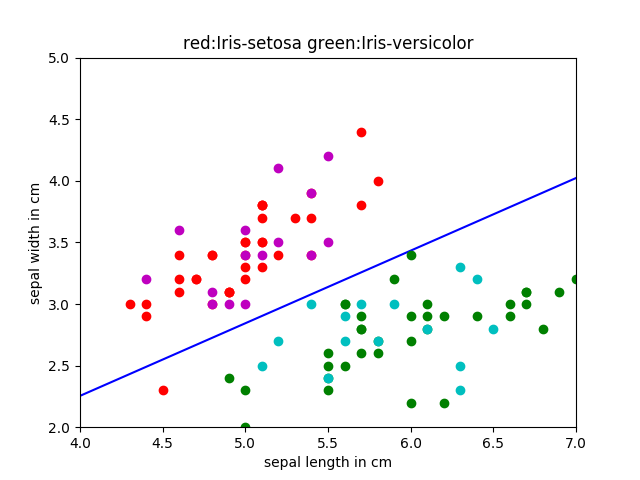 red:Iris-setosa green:Iris-versicolor
5.0
4.5
4.0
3.5
3.0
2.5
2.0
sepal width in cm
4.0 4.5 5.0 5.5 6.0 6.5 7.0
sepal length in cm